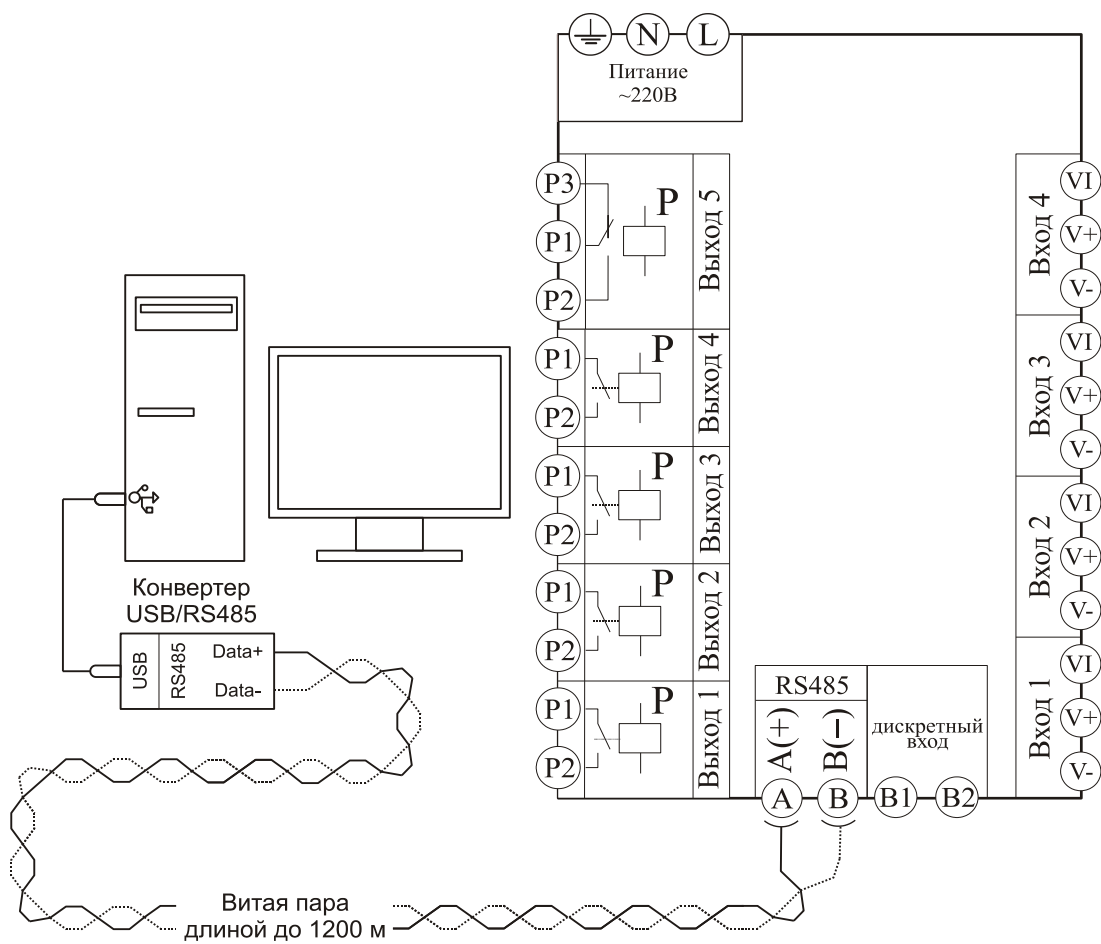 N
L
Питание
~220В
P3
P1
P2
P
Выход 5
P1
P2
P
Выход 4
P1
P2
P
Выход 3
P1
P2
P
Выход 2
P1
P2
P
Выход 1
VI
V+
V-
Вход 4
VI
V+
V-
Вход 3
VI
V+
V-
Вход 2
VI
V+
V-
Вход 1
Конвертер
USB/RS485
USB
RS485
Data+
Data-
RS485
A(+)
B(−)
дискретный
вход
A
B
B1
B2
Витая пара
длиной до 1200 м